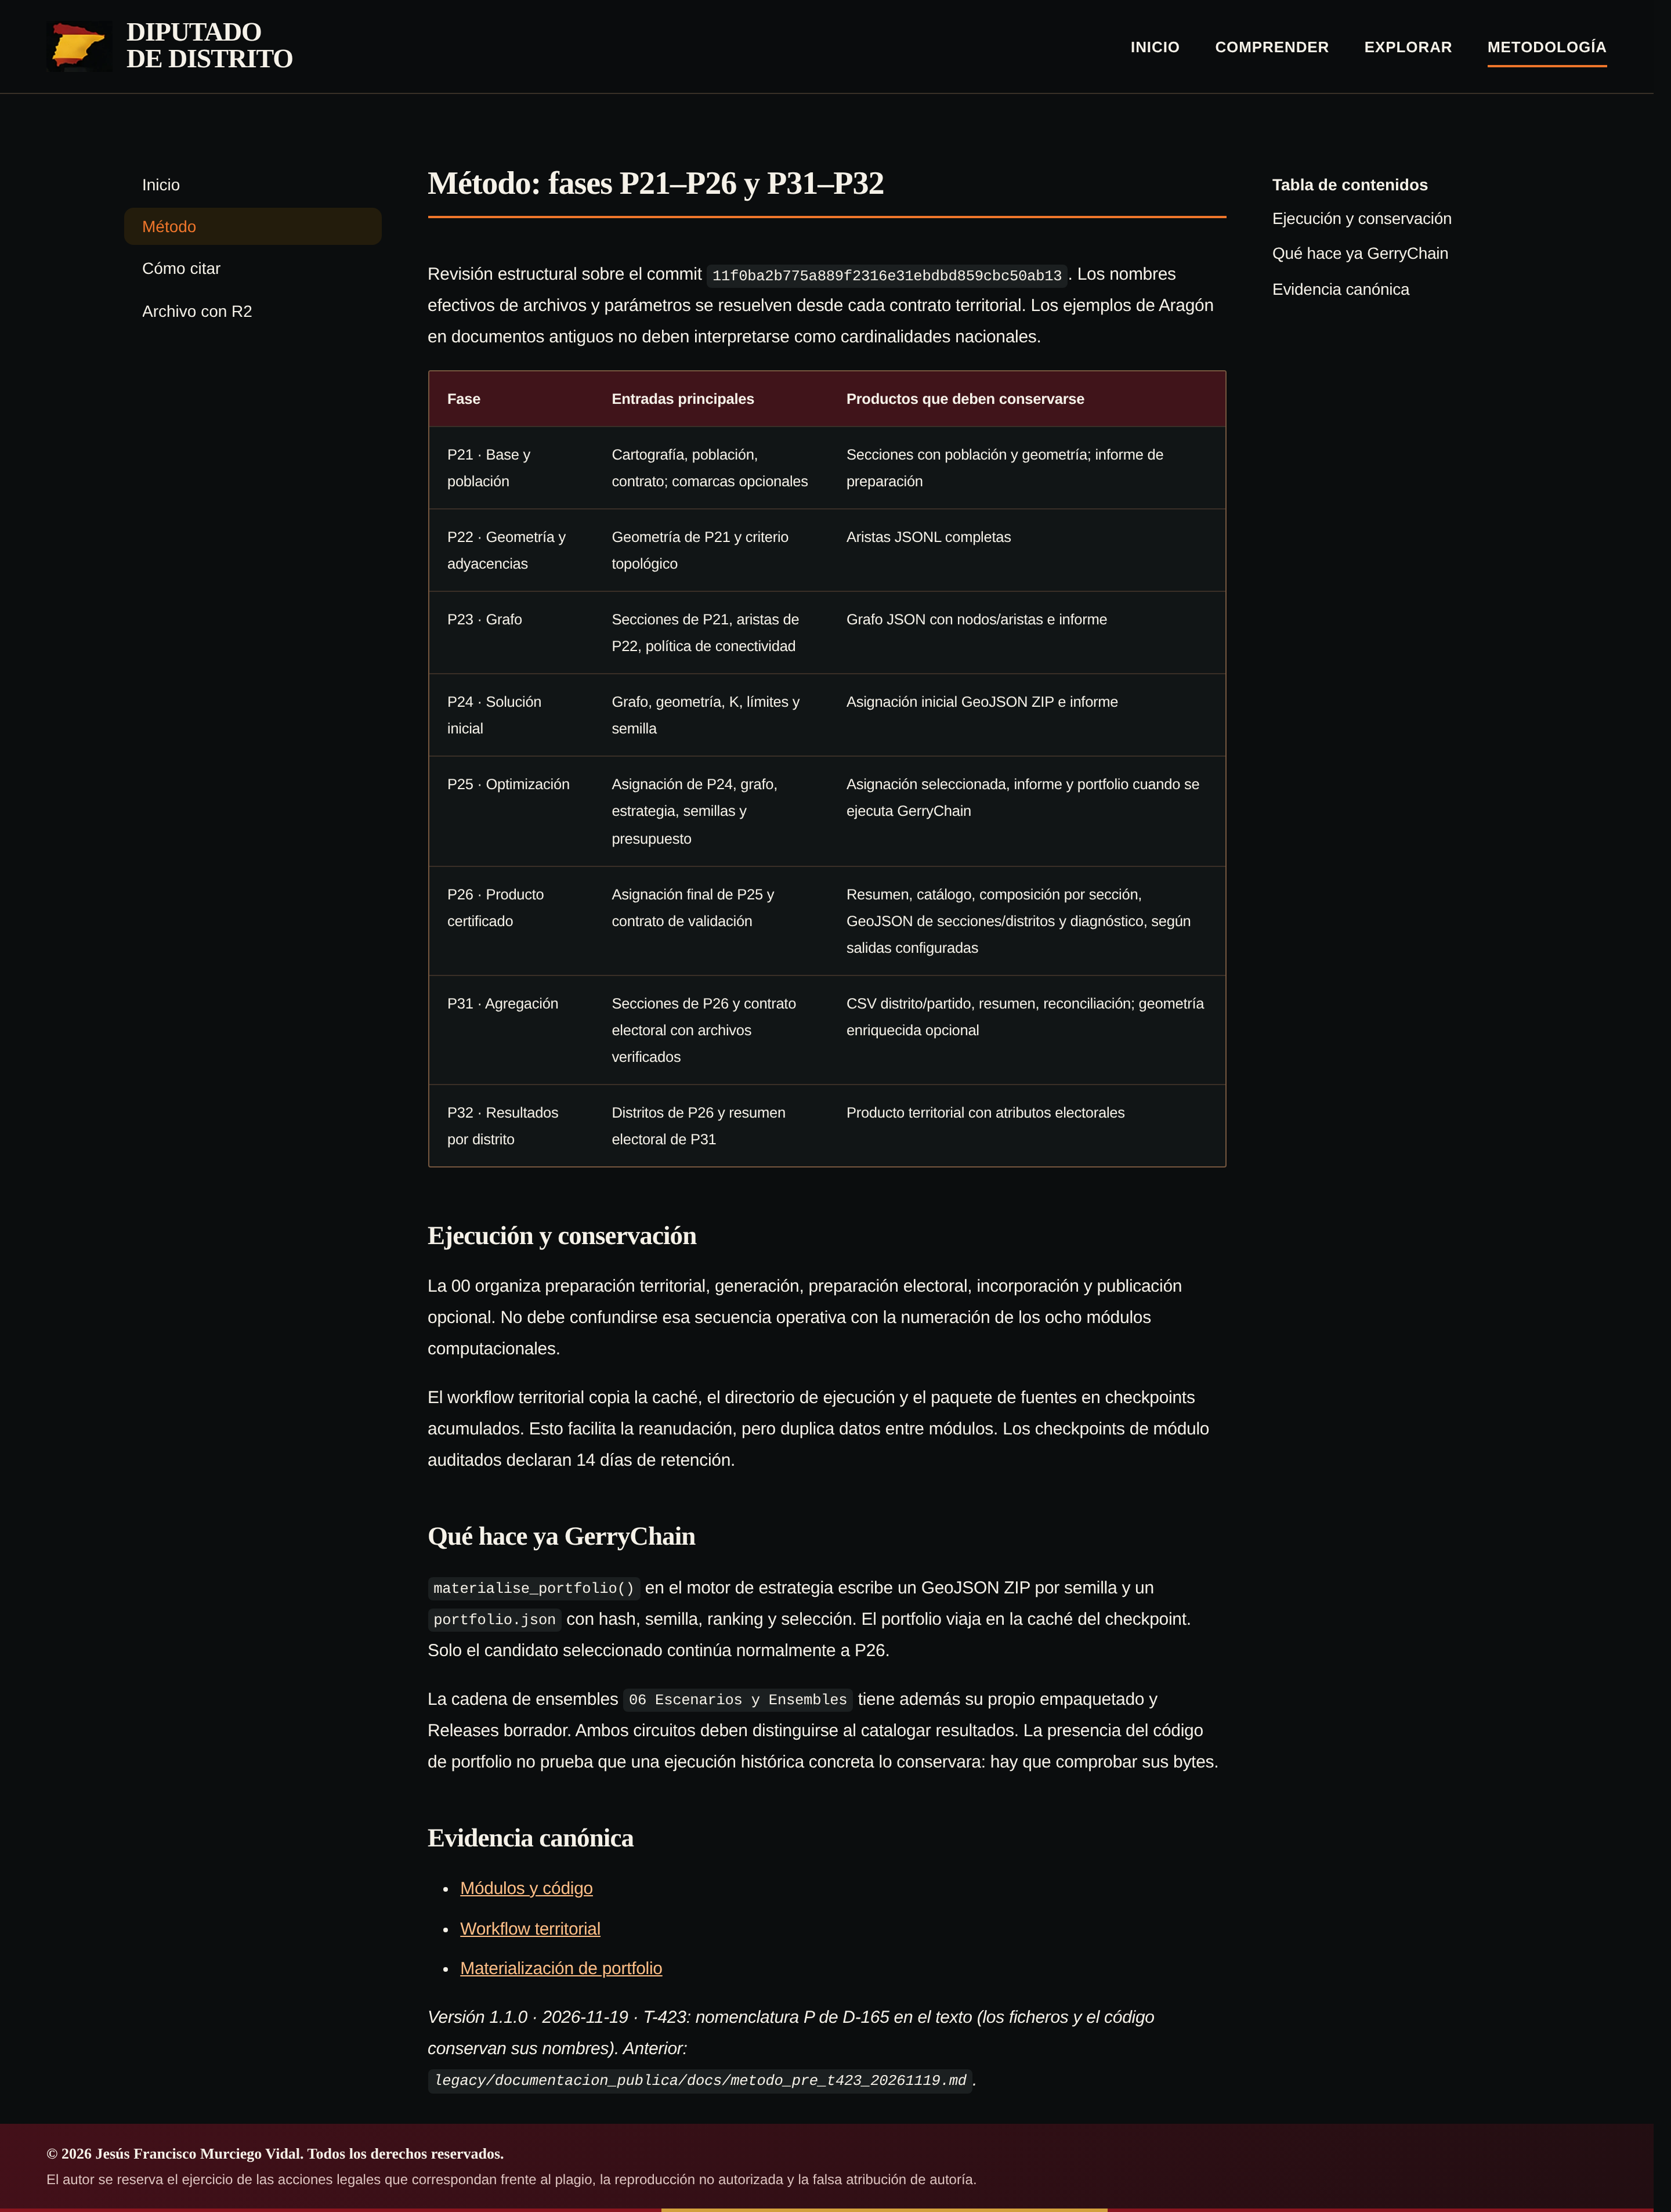 DIPUTADO
DE DISTRITO
INICIO
COMPRENDER
EXPLORAR
METODOLOGÍA
Inicio
Método
Cómo citar
Archivo con R2
Método: fases P21–P26 y P31–P32
Revisión estructural sobre el commit 11f0ba2b775a889f2316e31ebdbd859cbc50ab13. Los nombres
efectivos de archivos y parámetros se resuelven desde cada contrato territorial. Los ejemplos de Aragón
en documentos antiguos no deben interpretarse como cardinalidades nacionales.
Fase
Entradas principales
Productos que deben conservarse
P21 · Base y
población
Cartografía, población,
contrato; comarcas opcionales
Secciones con población y geometría; informe de
preparación
P22 · Geometría y
adyacencias
Geometría de P21 y criterio
topológico
Aristas JSONL completas
P23 · Grafo
Secciones de P21, aristas de
P22, política de conectividad
Grafo JSON con nodos/aristas e informe
P24 · Solución
inicial
Grafo, geometría, K, límites y
semilla
Asignación inicial GeoJSON ZIP e informe
P25 · Optimización
Asignación de P24, grafo,
estrategia, semillas y
presupuesto
Asignación seleccionada, informe y portfolio cuando se
ejecuta GerryChain
P26 · Producto
certificado
Asignación final de P25 y
contrato de validación
Resumen, catálogo, composición por sección,
GeoJSON de secciones/distritos y diagnóstico, según
salidas configuradas
P31 · Agregación
Secciones de P26 y contrato
electoral con archivos
verificados
CSV distrito/partido, resumen, reconciliación; geometría
enriquecida opcional
P32 · Resultados
por distrito
Distritos de P26 y resumen
electoral de P31
Producto territorial con atributos electorales
Ejecución y conservación
La 00 organiza preparación territorial, generación, preparación electoral, incorporación y publicación
opcional. No debe confundirse esa secuencia operativa con la numeración de los ocho módulos
computacionales.
El workflow territorial copia la caché, el directorio de ejecución y el paquete de fuentes en checkpoints
acumulados. Esto facilita la reanudación, pero duplica datos entre módulos. Los checkpoints de módulo
auditados declaran 14 días de retención.
Qué hace ya GerryChain
materialise_portfolio() en el motor de estrategia escribe un GeoJSON ZIP por semilla y un
portfolio.json con hash, semilla, ranking y selección. El portfolio viaja en la caché del checkpoint.
Solo el candidato seleccionado continúa normalmente a P26.
La cadena de ensembles 06 Escenarios y Ensembles tiene además su propio empaquetado y
Releases borrador. Ambos circuitos deben distinguirse al catalogar resultados. La presencia del código
de portfolio no prueba que una ejecución histórica concreta lo conservara: hay que comprobar sus bytes.
Evidencia canónica
• Módulos y código
• Workflow territorial
• Materialización de portfolio
Versión 1.1.0 · 2026-11-19 · T-423: nomenclatura P de D-165 en el texto (los ficheros y el código
conservan sus nombres). Anterior:
legacy/documentacion_publica/docs/metodo_pre_t423_20261119.md.
Tabla de contenidos
Ejecución y conservación
Qué hace ya GerryChain
Evidencia canónica
© 2026 Jesús Francisco Murciego Vidal. Todos los derechos reservados.
El autor se reserva el ejercicio de las acciones legales que correspondan frente al plagio, la reproducción no autorizada y la falsa atribución de autoría.